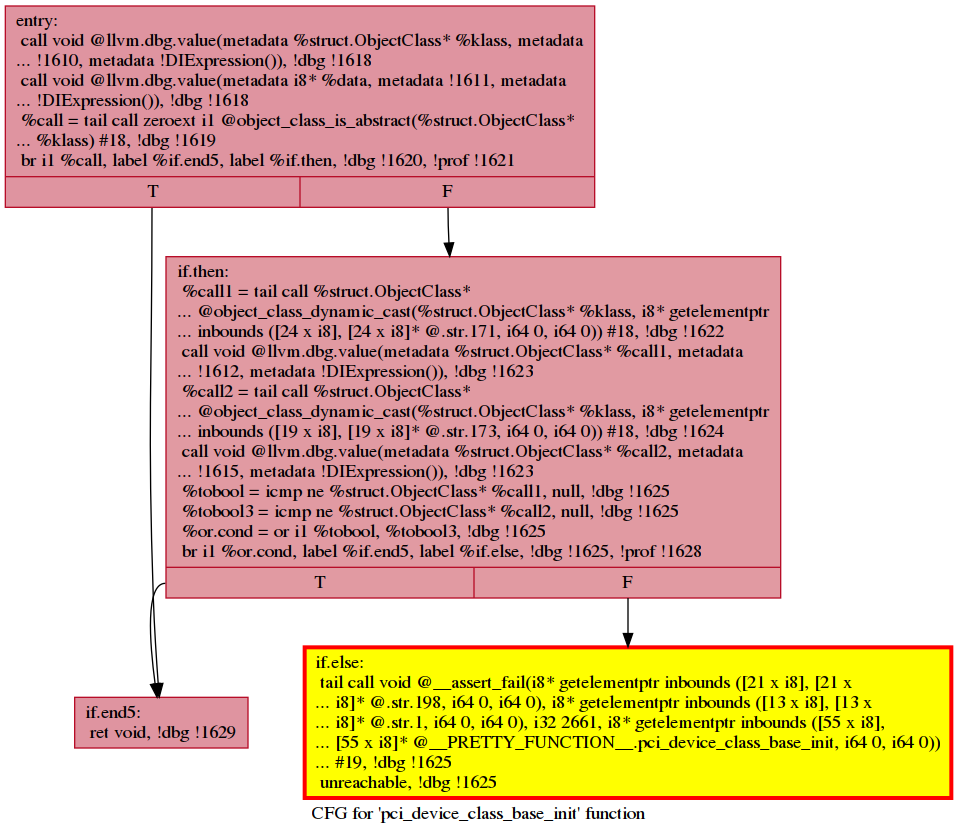 entry:
call void @llvm.dbg.value(metadata %struct.ObjectClass* %klass, metadata
... !1610, metadata !DIExpression()), !dbg !1618
call void @llvm.dbg.value(metadata i8* %data, metadata !1611, metadata
... !DIExpression()), !dbg !1618
%call = tail call zeroext i1 @object_class_is_abstract(%struct.ObjectClass*
... %klass) #18, !dbg !1619
br i1 %call, label %if.end5, label %if.then, !dbg !1620, !prof !1621
T F
if.then:
%call1 = tail call %struct.ObjectClass*
... @object_class_dynamic_cast(%struct.ObjectClass* %klass, i8* getelementptr
... inbounds ([24 x i8], [24 x i8]* @.str.171, i64 0, i64 0)) #18, !dbg !1622
call void @llvm.dbg.value(metadata %struct.ObjectClass* %call1, metadata
... !1612, metadata !DIExpression()), !dbg !1623
%call2 = tail call %struct.ObjectClass*
... @object_class_dynamic_cast(%struct.ObjectClass* %klass, i8* getelementptr
... inbounds ([19 x i8], [19 x i8]* @.str.173, i64 0, i64 0)) #18, !dbg !1624
call void @llvm.dbg.value(metadata %struct.ObjectClass* %call2, metadata
... !1615, metadata !DIExpression()), !dbg !1623
%tobool = icmp ne %struct.ObjectClass* %call1, null, !dbg !1625
%tobool3 = icmp ne %struct.ObjectClass* %call2, null, !dbg !1625
%or.cond = or i1 %tobool, %tobool3, !dbg !1625
br i1 %or.cond, label %if.end5, label %if.else, !dbg !1625, !prof !1628
T F
if.else:
tail call void @__assert_fail(i8* getelementptr inbounds ([21 x i8], [21 x
... i8]* @.str.198, i64 0, i64 0), i8* getelementptr inbounds ([13 x i8], [13 x
... i8]* @.str.1, i64 0, i64 0), i32 2661, i8* getelementptr inbounds ([55 x i8],
... [55 x i8]* @__PRETTY_FUNCTION__.pci_device_class_base_init, i64 0, i64 0))
... #19, !dbg !1625
unreachable, !dbg !1625
if.end5:
ret void, !dbg !1629
CFG for 'pci_device_class_base_init' function